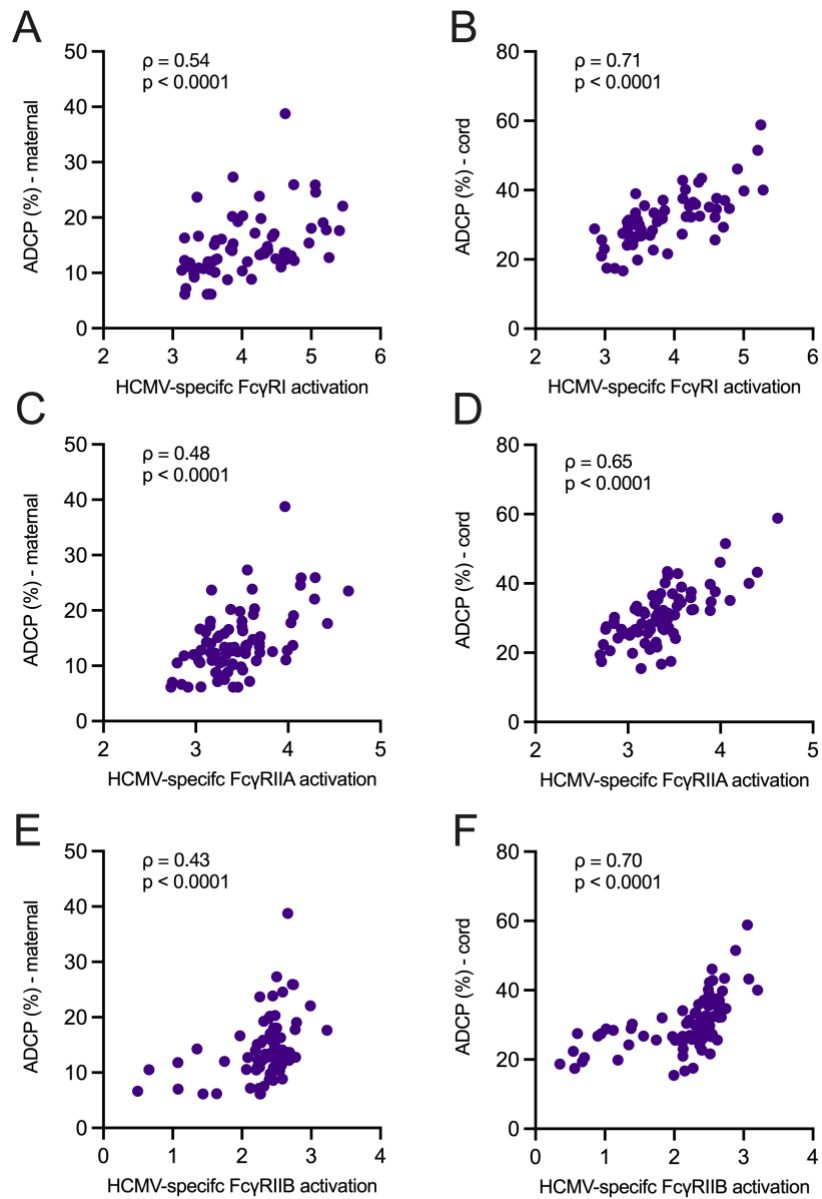 A
B
ρ = 0.54
p < 0.0001
ρ = 0.71
p < 0.0001
50
40
30
20
10
0
ADCP (%) - maternal
2 3 4 5 6
HCMV-specifc FcγRI activation
80
60
40
20
0
ADCP (%) - cord
2 3 4 5 6
HCMV-specifc FcγRI activation
C
D
ρ = 0.48
p < 0.0001
ρ = 0.65
p < 0.0001
50
40
30
20
10
0
ADCP (%) - maternal
2 3 4 5
HCMV-specifc FcγRIIA activation
80
60
40
20
0
ADCP (%) - cord
2 3 4 5
HCMV-specifc FcγRIIA activation
E
F
ρ = 0.43
p < 0.0001
ρ = 0.70
p < 0.0001
50
40
30
20
10
0
ADCP (%) - maternal
0 1 2 3 4
HCMV-specifc FcγRIIB activation
80
60
40
20
0
ADCP (%) - cord
0 1 2 3 4
HCMV-specifc FcγRIIB activation